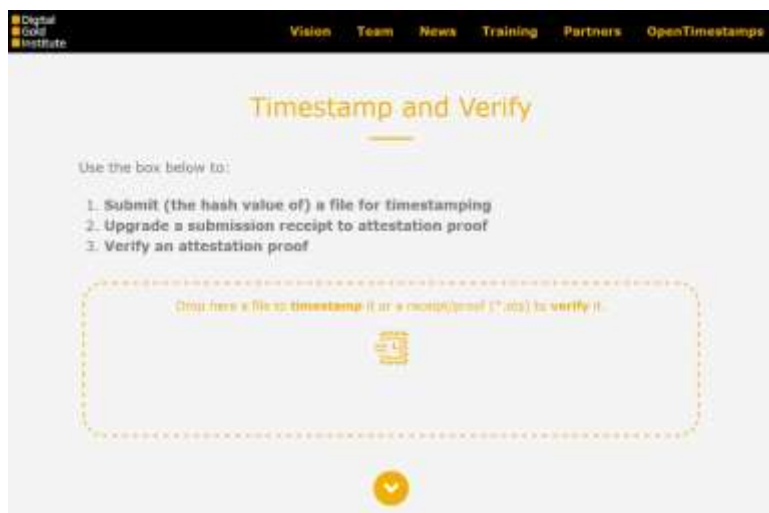 Digital
Gold
Institute
Vision Team News Training Partners OpenTimestamps
Timestamp and Verify
Use the box below to:
1. Submit (the hash value of) a file for timestamping
2. Upgrade a submission receipt to attestation proof
3. Verify an attestation proof
Drop here a file to timestamp it or a receipt/proof (*.ots) to verify it.